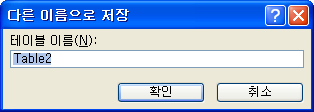 다른 이름으로 저장
테이블 이름(N):
Table2
확인
취소